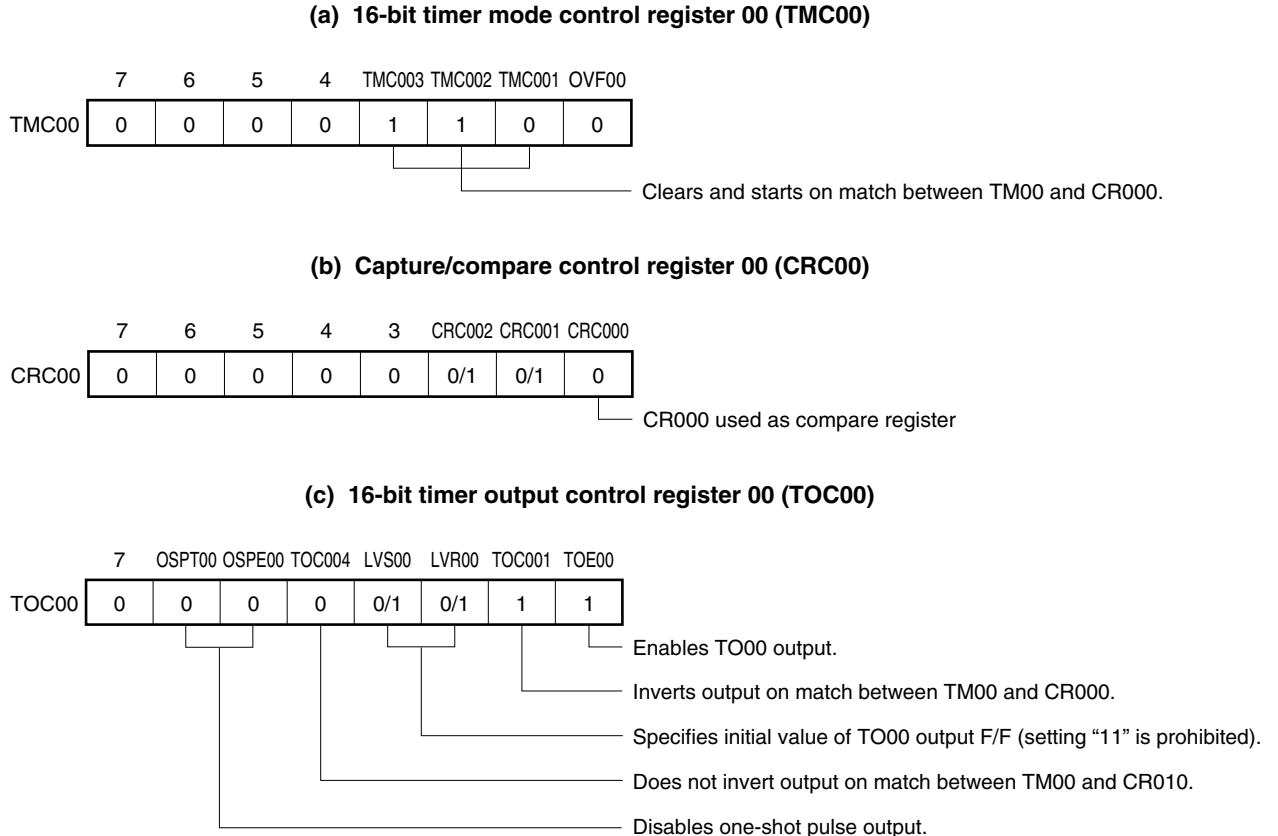 (a) 16-bit timer mode control register 00 (TMC00)
7 6 5 4 TMC003 TMC002 TMC001 OVF00
TMC00 0 0 0 0 1 1 0 0
Clears and starts on match between TM00 and CR000.
(b) Capture/compare control register 00 (CRC00)
7 6 5 4 3 CRC002 CRC001 CRC000
CRC00 0 0 0 0 0 0/1 0/1 0
CR000 used as compare register
(c) 16-bit timer output control register 00 (TOC00)
7 OSPT00 OSPE00 TOC004 LVS00 LVR00 TOC001 TOE00
TOC00 0 0 0 0 0/1 0/1 1 1
Enables TO00 output.
Inverts output on match between TM00 and CR000.
Specifies initial value of TO00 output F/F (setting “11” is prohibited).
Does not invert output on match between TM00 and CR010.
Disables one-shot pulse output.